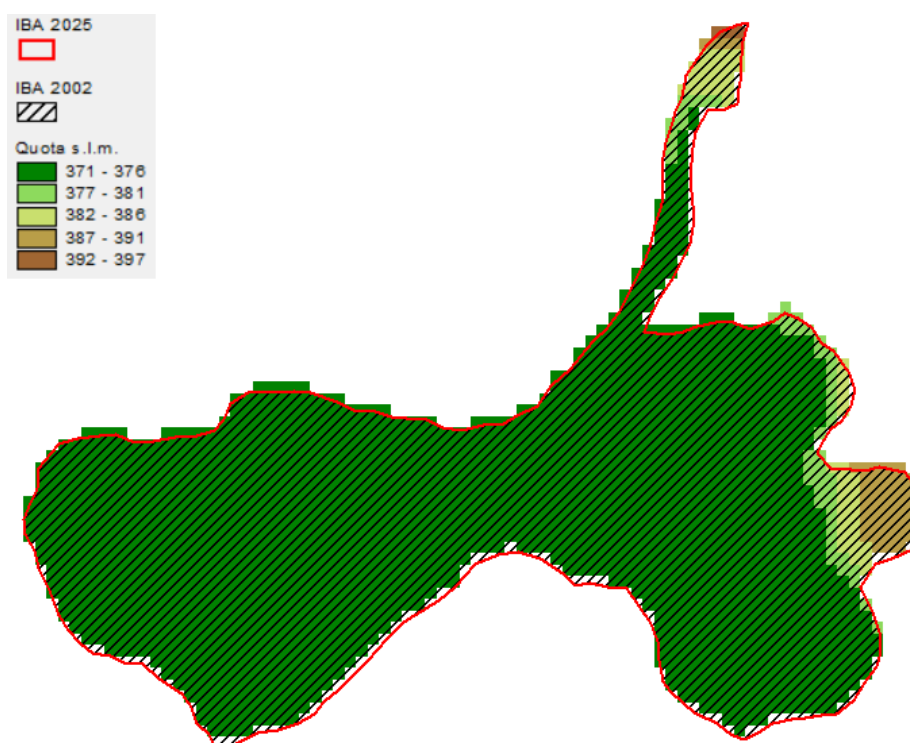 IBA 2025
IBA 2002
Quota s.l.m.
371 - 376
377 - 381
382 - 386
387 - 391
392 - 397